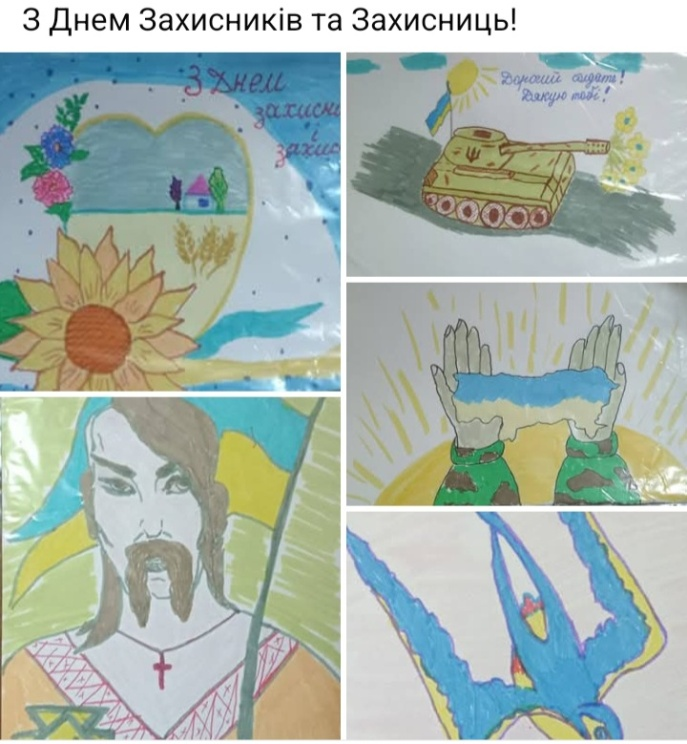 З Днем Захисників та Захисниць!
З Днем
захисн
і
захис
Дорогий солдате!
Дякую тобі!